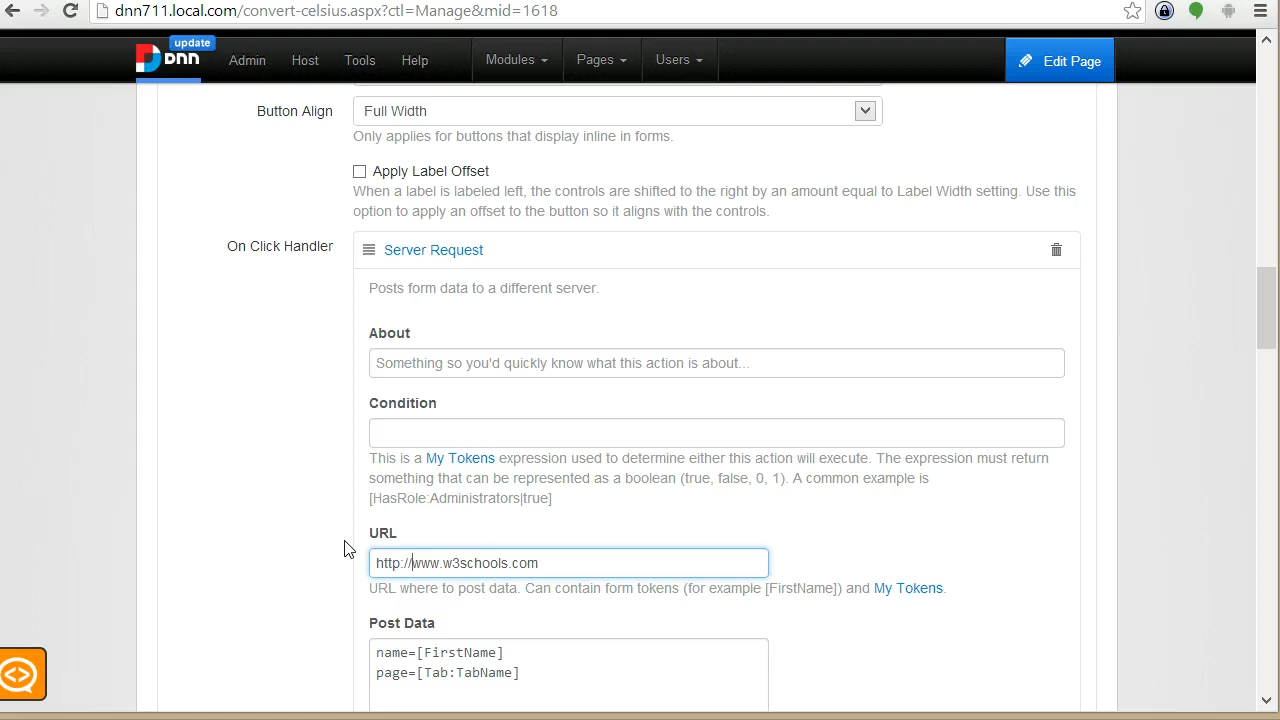 dnn711.local.com/convert-celsius.aspx?ctl=Manage&mid=1618
update
DNN Admin Host Tools Help Modules Pages Users Edit Page
Button Align Full Width
Only applies for buttons that display inline in forms.
Apply Label Offset
When a label is labeled left, the controls are shifted to the right by an amount equal to Label Width setting. Use this
option to apply an offset to the button so it aligns with the controls.
On Click Handler Server Request
Posts form data to a different server.
About
Something so you'd quickly know what this action is about...
Condition
This is a My Tokens expression used to determine either this action will execute. The expression must return
something that can be represented as a boolean (true, false, 0, 1). A common example is
[HasRole:Administrators|true]
URL
http://www.w3schools.com
URL where to post data. Can contain form tokens (for example [FirstName]) and My Tokens.
Post Data
name=[FirstName]
page=[Tab:TabName]